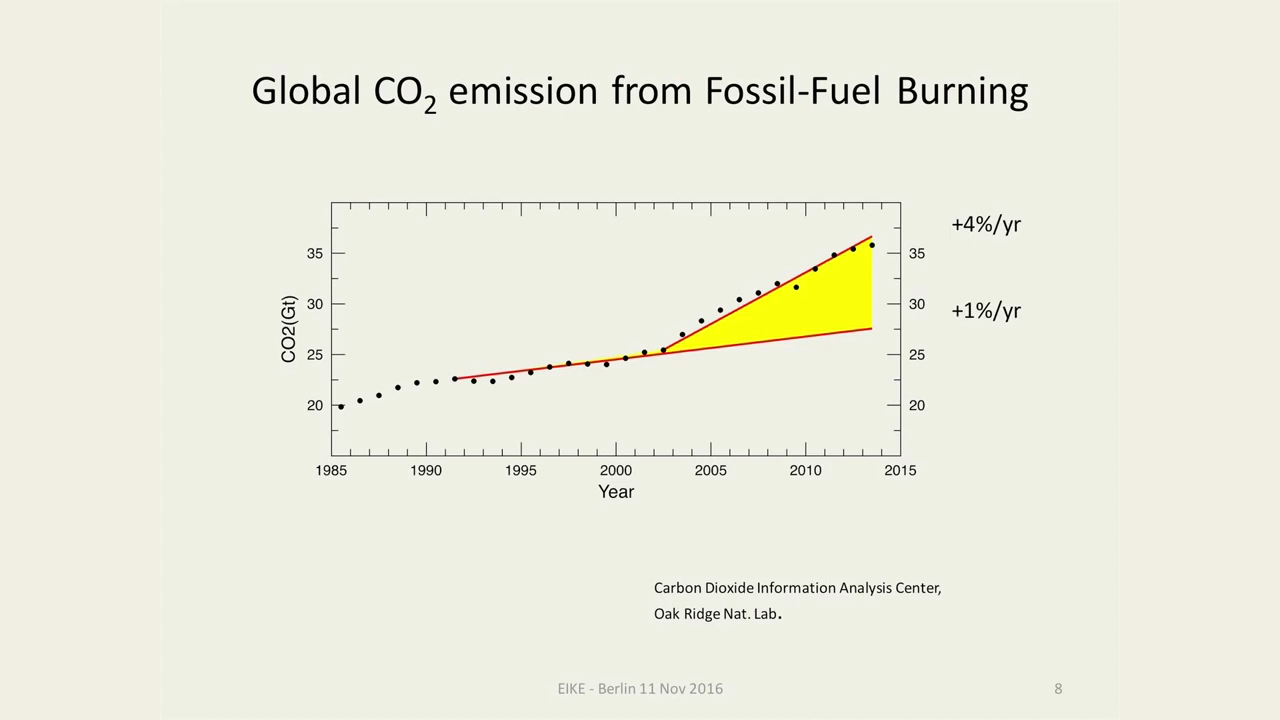 Global CO₂ emission from Fossil-Fuel Burning
+4%/yr
35
35
+1%/yr
30
30
CO2(Gt)
25
25
20
20
1985 1990 1995 2000 2005 2010 2015
Year
Carbon Dioxide Information Analysis Center,
Oak Ridge Nat. Lab.
EIKE - Berlin 11 Nov 2016
8